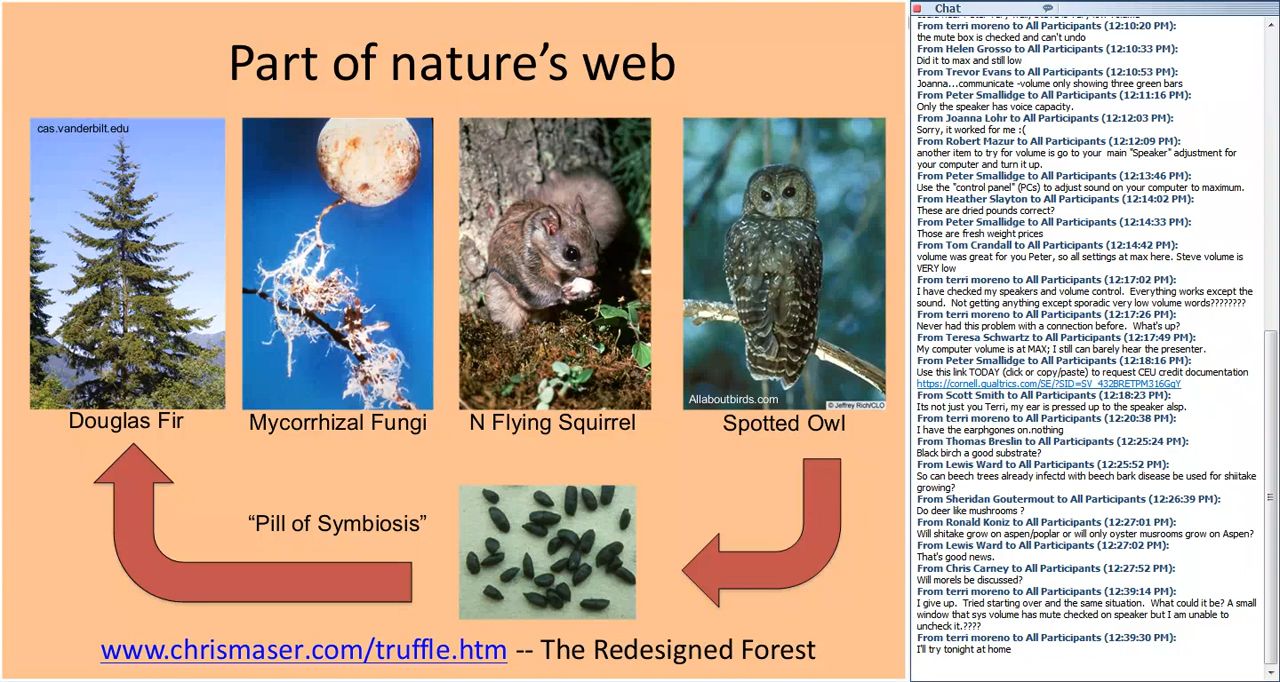 Part of nature's web
cas.vanderbilt.edu
Allaboutbirds.com
© Jeffrey Rich/CLO
Douglas Fir
Mycorrhizal Fungi
N Flying Squirrel
Spotted Owl
"Pill of Symbiosis"
www.chrismaser.com/truffle.htm -- The Redesigned Forest
Chat
From terri moreno to All Participants (12:10:20 PM):
the mute box is checked and can't undo
From Helen Grosso to All Participants (12:10:33 PM):
Did it to max and still low
From Trevor Evans to All Participants (12:10:53 PM):
Joanna...communicate -volume only showing three green bars
From Peter Smallidge to All Participants (12:11:16 PM):
Only the speaker has voice capacity.
From Joanna Lohr to All Participants (12:12:03 PM):
Sorry, it worked for me :(
From Robert Mazur to All Participants (12:12:09 PM):
another item to try for volume is go to your main "Speaker" adjustment for
your computer and turn it up.
From Peter Smallidge to All Participants (12:13:46 PM):
Use the "control panel" (PCs) to adjust sound on your computer to maximum.
From Heather Slayton to All Participants (12:14:02 PM):
These are dried pounds correct?
From Peter Smallidge to All Participants (12:14:33 PM):
Those are fresh weight prices
From Tom Crandall to All Participants (12:14:42 PM):
volume was great for you Peter, so all settings at max here. Steve volume is
VERY low
From terri moreno to All Participants (12:17:02 PM):
I have checked my speakers and volume control. Everything works except the
sound. Not getting anything except sporadic very low volume words????????
From terri moreno to All Participants (12:17:26 PM):
Never had this problem with a connection before. What's up?
From Teresa Schwartz to All Participants (12:17:49 PM):
My computer volume is at MAX; I still can barely hear the presenter.
From Peter Smallidge to All Participants (12:18:16 PM):
Use this link TODAY (click or copy/paste) to request CEU credit documentation
https://cornell.qualtrics.com/SE/?SID=SV_432BRETPM316GgY
From Scott Smith to All Participants (12:18:23 PM):
Its not just you Terri, my ear is pressed up to the speaker alsp.
From terri moreno to All Participants (12:20:38 PM):
I have the earphgones on.nothing
From Thomas Breslin to All Participants (12:25:24 PM):
Black birch a good substrate?
From Lewis Ward to All Participants (12:25:52 PM):
So can beech trees already infectd with beech bark disease be used for shiitake
growing?
From Sheridan Goutermout to All Participants (12:26:39 PM):
Do deer like mushrooms ?
From Ronald Koniz to All Participants (12:27:01 PM):
Will shitake grow on aspen/poplar or will only oyster musrooms grow on Aspen?
From Lewis Ward to All Participants (12:27:02 PM):
That's good news.
From Chris Carney to All Participants (12:27:52 PM):
Will morels be discussed?
From terri moreno to All Participants (12:39:14 PM):
I give up. Tried starting over and the same situation. What could it be? A small
window that sys volume has mute checked on speaker but I am unable to
uncheck it.????
From terri moreno to All Participants (12:39:30 PM):
I'll try tonight at home